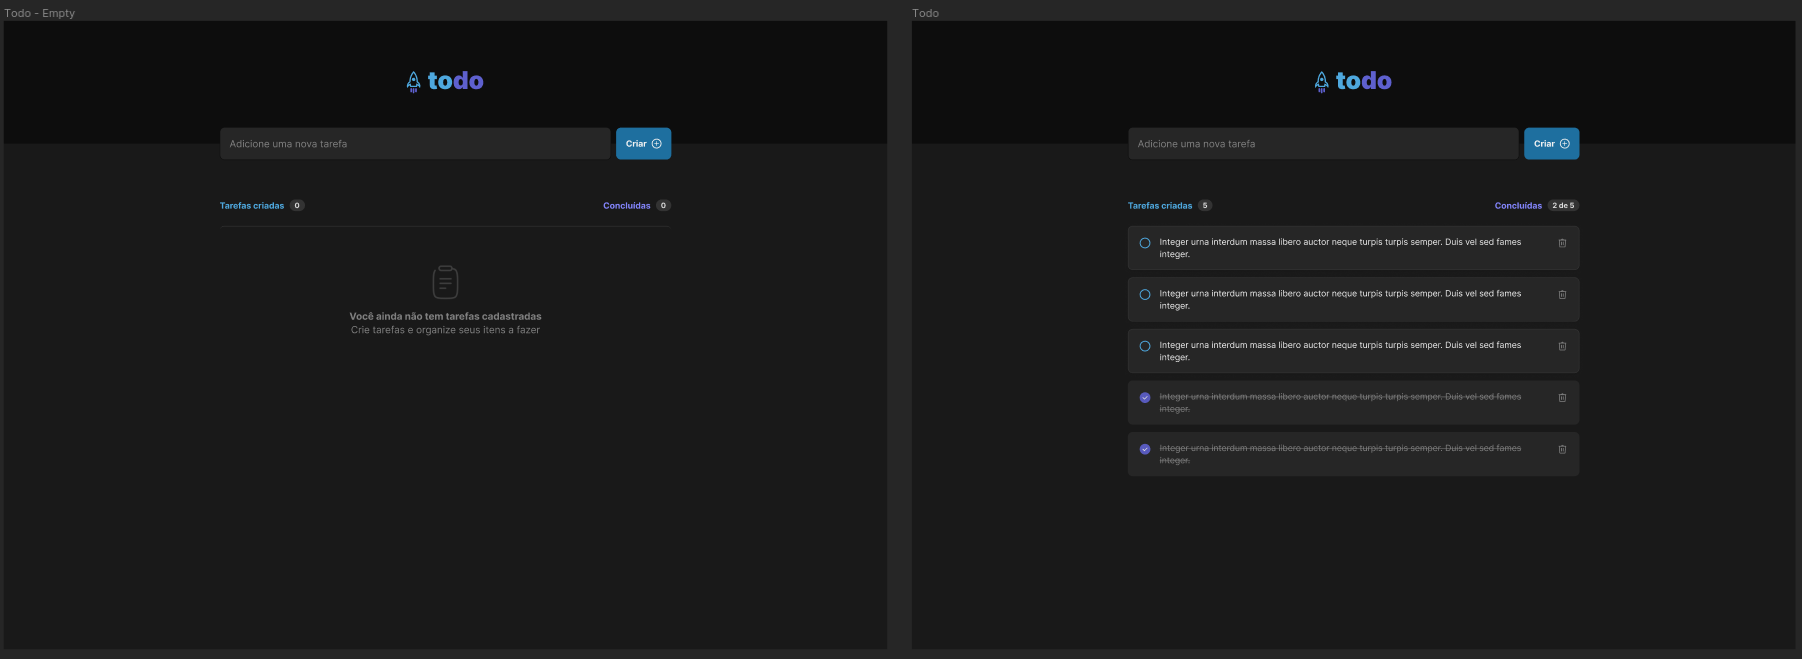 Todo - Empty
todo
Adicione uma nova tarefa
Criar
Tarefas criadas 0
Concluídas 0
Você ainda não tem tarefas cadastradas
Crie tarefas e organize seus itens a fazer
Todo
todo
Adicione uma nova tarefa
Criar
Tarefas criadas 5
Concluídas 2 de 5
Integer urna interdum massa libero auctor neque turpis turpis semper. Duis vel sed fames
integer.
Integer urna interdum massa libero auctor neque turpis turpis semper. Duis vel sed fames
integer.
Integer urna interdum massa libero auctor neque turpis turpis semper. Duis vel sed fames
integer.
Integer urna interdum massa libero auctor neque turpis turpis semper. Duis vel sed fames
integer.
Integer urna interdum massa libero auctor neque turpis turpis semper. Duis vel sed fames
integer.